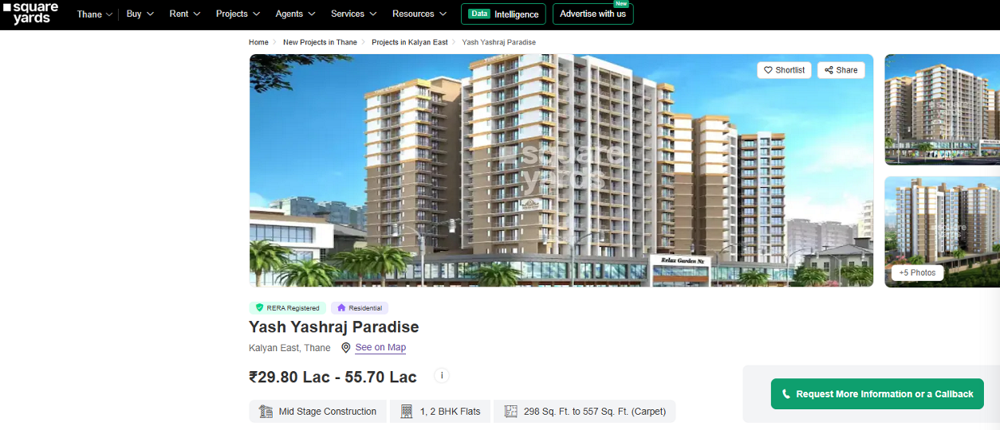 square
yards
Thane
Buy
Rent
Projects
Agents
Services
Resources
Data Intelligence
Advertise with us
New
Home
New Projects in Thane
Projects in Kalyan East
Yash Yashraj Paradise
Shortlist
Share
square
yards
Relax Garden Nx
square
yards
+5 Photos
RERA Registered
Residential
Yash Yashraj Paradise
Kalyan East, Thane
See on Map
₹29.80 Lac - 55.70 Lac
i
Request More Information or a Callback
Mid Stage Construction
1, 2 BHK Flats
298 Sq. Ft. to 557 Sq. Ft. (Carpet)